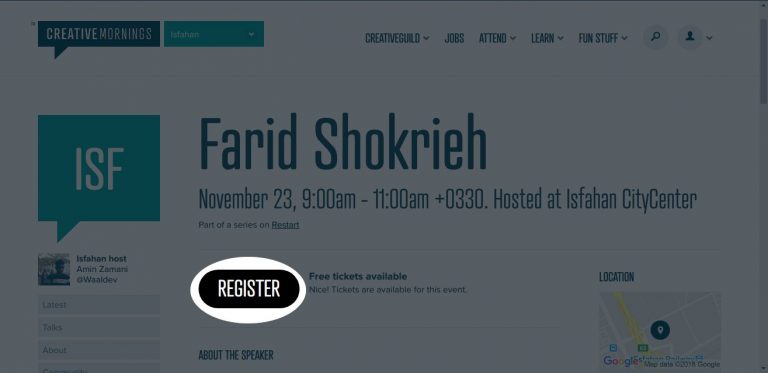 CREATIVEMORNINGS
Isfahan
CREATIVEGUILD JOBS ATTEND LEARN FUN STUFF
ISF
Farid Shokrieh
November 23, 9:00am - 11:00am +0330. Hosted at Isfahan CityCenter
Part of a series on Restart
Isfahan host
Amin Zamani
@Waaldev
Latest
Talks
About
Community
REGISTER
Free tickets available
Nice! Tickets are available for this event.
ABOUT THE SPEAKER
LOCATION
Google
Map data ©2018 Google